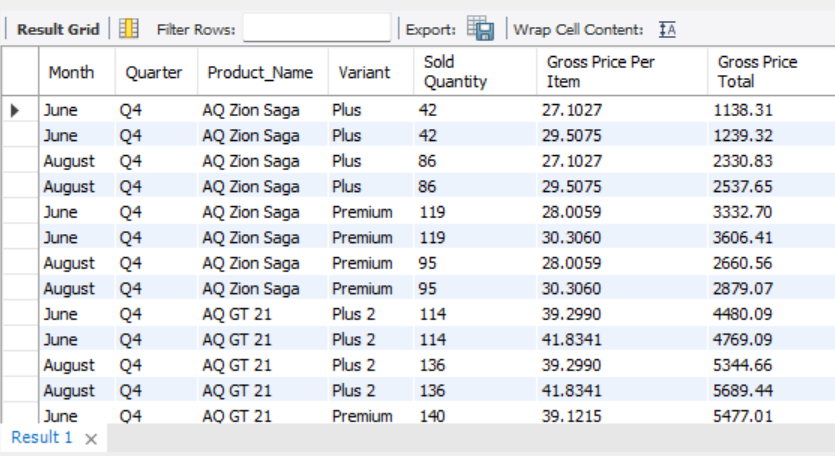 Result Grid Filter Rows: Export: Wrap Cell Content: IA
Month Quarter Product_Name Variant Sold Quantity Gross Price Per Item Gross Price Total
June Q4 AQ Zion Saga Plus 42 27.1027 1138.31
June Q4 AQ Zion Saga Plus 42 29.5075 1239.32
August Q4 AQ Zion Saga Plus 86 27.1027 2330.83
August Q4 AQ Zion Saga Plus 86 29.5075 2537.65
June Q4 AQ Zion Saga Premium 119 28.0059 3332.70
June Q4 AQ Zion Saga Premium 119 30.3060 3606.41
August Q4 AQ Zion Saga Premium 95 28.0059 2660.56
August Q4 AQ Zion Saga Premium 95 30.3060 2879.07
June Q4 AQ GT 21 Plus 2 114 39.2990 4480.09
June Q4 AQ GT 21 Plus 2 114 41.8341 4769.09
August Q4 AQ GT 21 Plus 2 136 39.2990 5344.66
August Q4 AQ GT 21 Plus 2 136 41.8341 5689.44
June Q4 AQ GT 21 Premium 140 39.1215 5477.01
Result 1